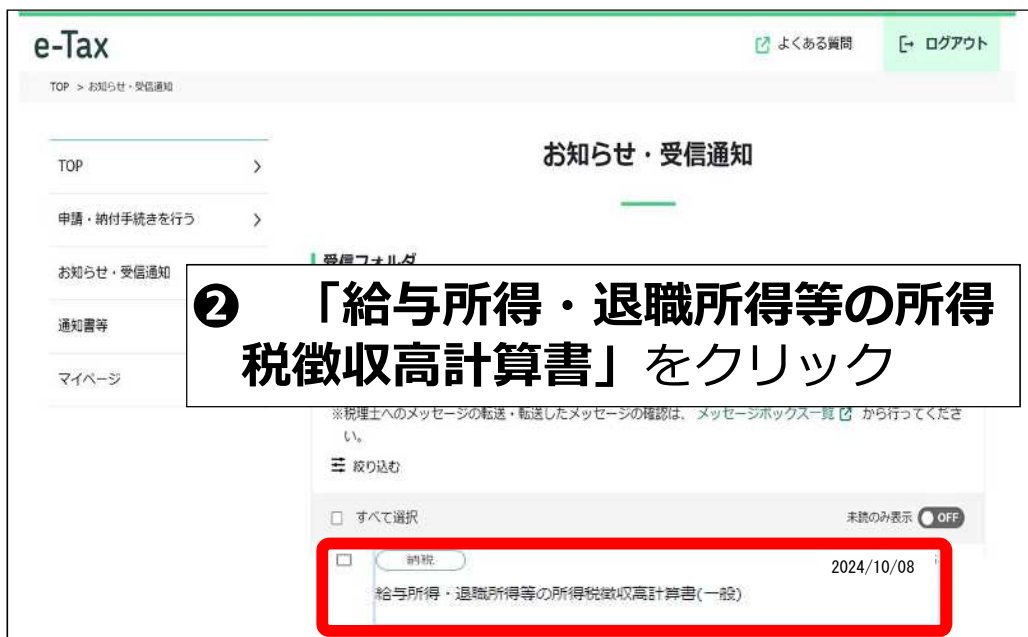 e-Tax
よくある質問
ログアウト
TOP > お知らせ・受信通知
TOP
申請・納付手続きを行う
お知らせ・受信通知
通知書等
マイページ
お知らせ・受信通知
受信フォルダ
❷ 「給与所得・退職所得等の所得
税徴収高計算書」をクリック
※税理士へのメッセージの転送・転送したメッセージの確認は、 メッセージボックス一覧 から行ってくださ
い。
絞り込む
すべて選択
未読のみ表示 OFF
納税
2024/10/08
給与所得・退職所得等の所得税徴収高計算書(一般)